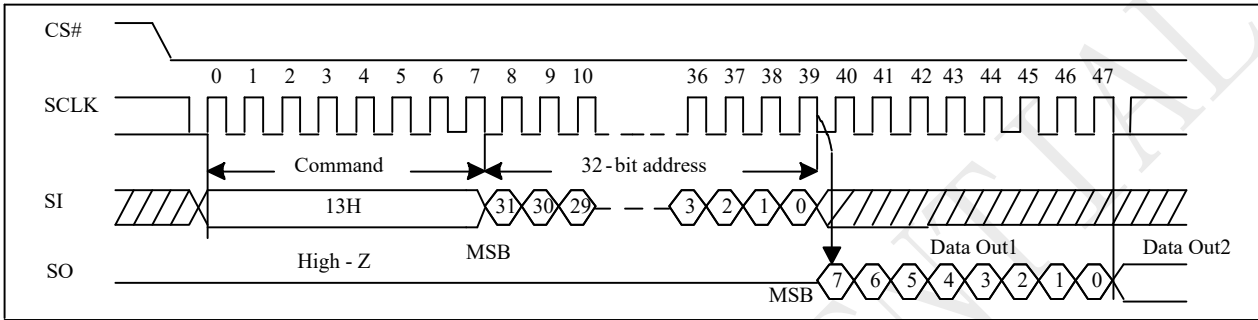 CS#
0 1 2 3 4 5 6 7 8 9 10 36 37 38 39 40 41 42 43 44 45 46 47
SCLK
Command 32-bit address
SI 13H 31 30 29 3 2 1 0
High - Z MSB Data Out1 Data Out2
SO MSB 7 6 5 4 3 2 1 0